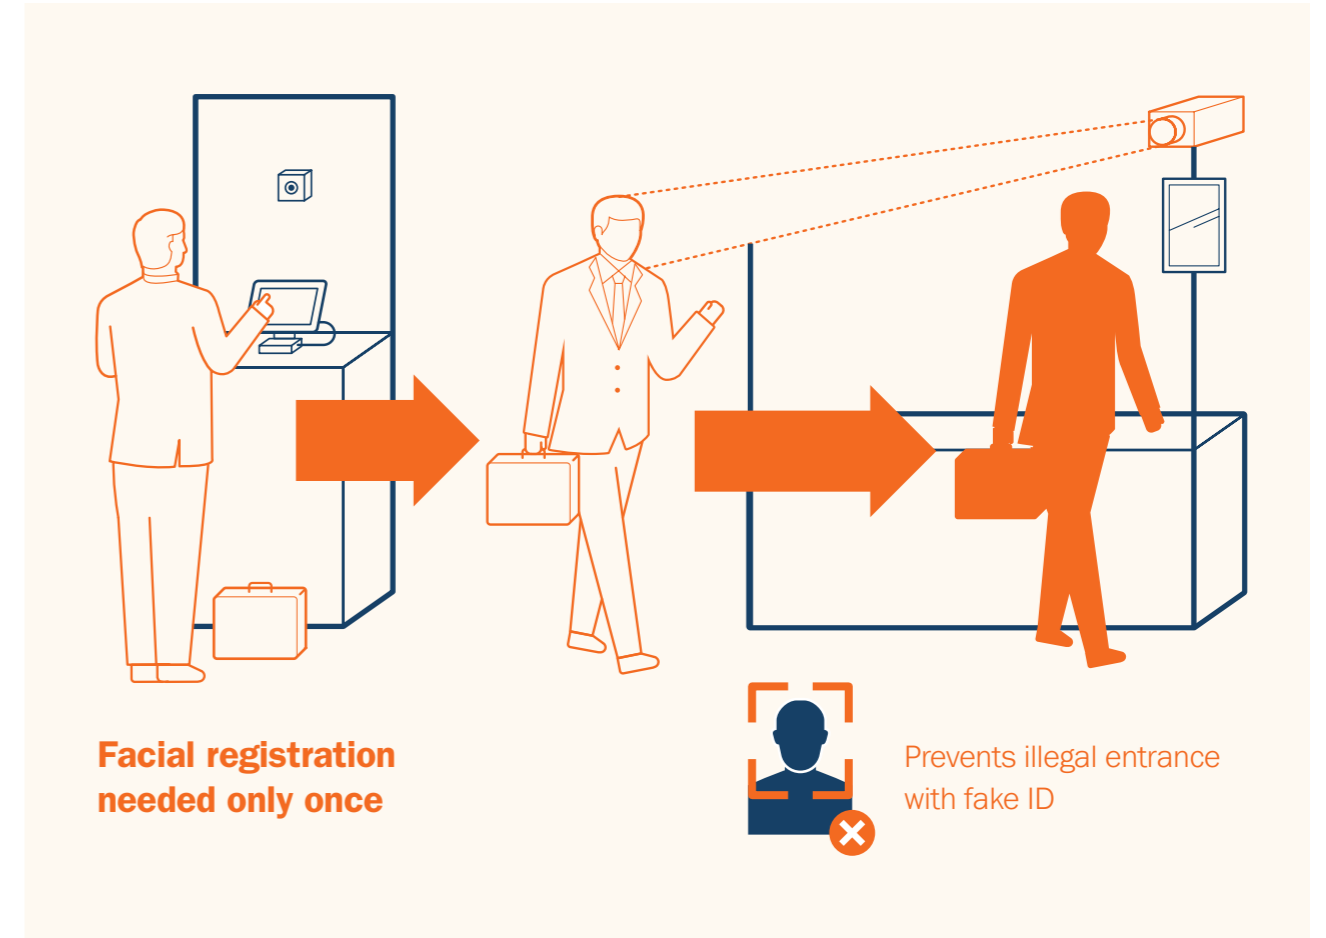 Facial registration
needed only once
Prevents illegal entrance
with fake ID